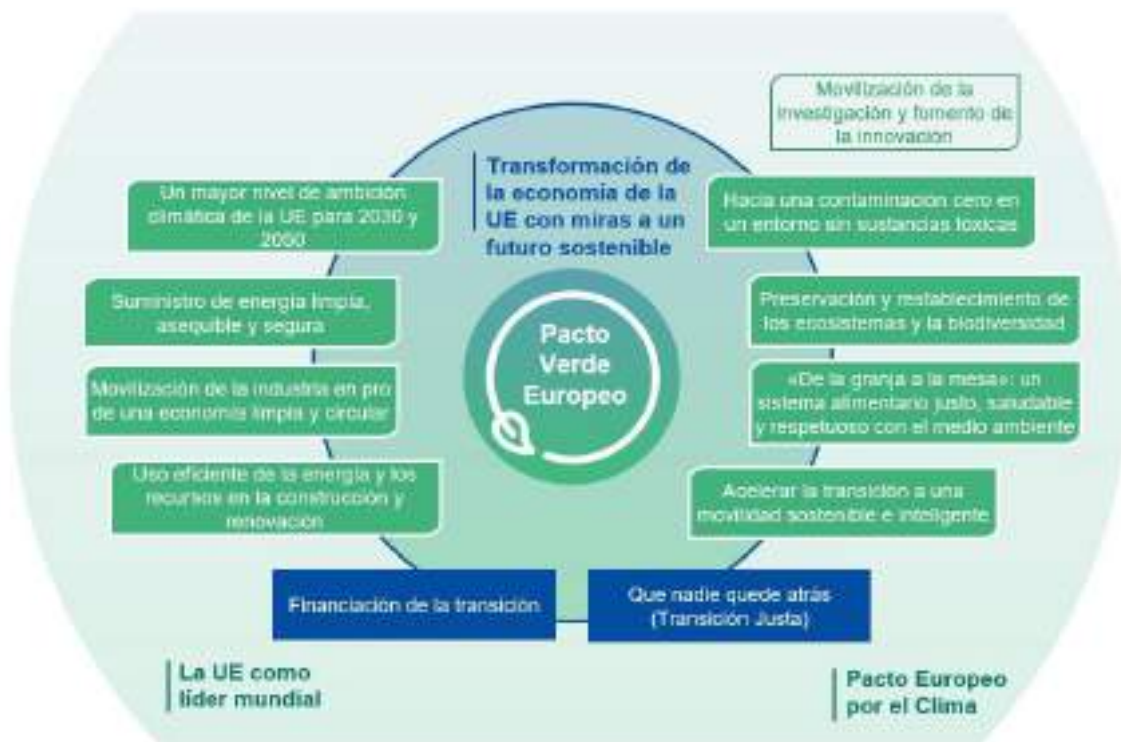 Movilización de la
investigación y fomento de
la innovación
Transformación de
la economía de la
UE con miras a un
futuro sostenible
Un mayor nivel de ambición
climática de la UE para 2030 y
2050
Suministro de energía limpia,
asequible y segura
Movilización de la industria en pro
de una economía limpia y circular
Uso eficiente de la energía y los
recursos en la construcción y
renovación
Pacto
Verde
Europeo
Hacia una contaminación cero en
un entorno sin sustancias tóxicas
Preservación y restablecimiento de
los ecosistemas y la biodiversidad
«De la granja a la mesa»: un
sistema alimentario justo, saludable
y respetuoso con el medio ambiente
Acelerar la transición a una
movilidad sostenible e inteligente
Financiación de la transición
Que nadie quede atrás
(Transición Justa)
La UE como
líder mundial
Pacto Europeo
por el Clima